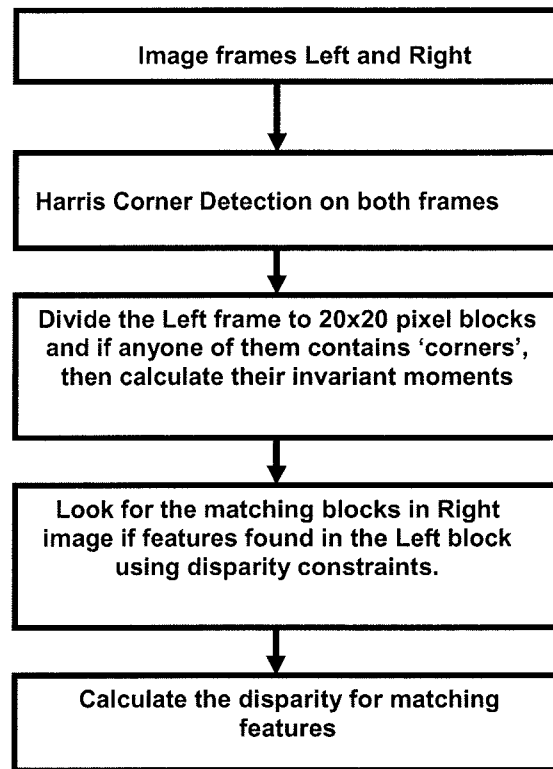 Image frames Left and Right
Harris Corner Detection on both frames
Divide the Left frame to 20x20 pixel blocks
and if anyone of them contains ‘corners’,
then calculate their invariant moments
Look for the matching blocks in Right
image if features found in the Left block
using disparity constraints.
Calculate the disparity for matching
features